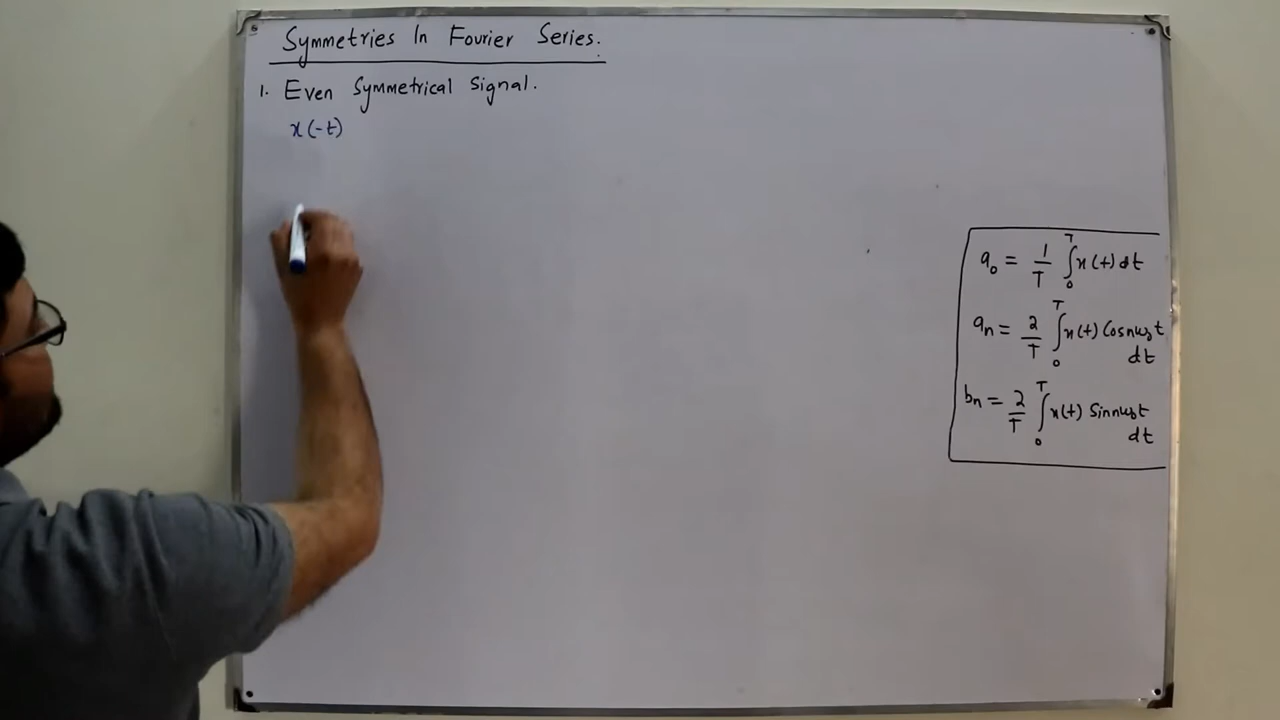 Symmetries In Fourier Series.
1. Even Symmetrical Signal.
x(-t)
a₀ = 1/T ∫₀ᵀ x(t) dt
aₙ = 2/T ∫₀ᵀ x(t) Cosnω₀t
dt
bₙ = 2/T ∫₀ᵀ x(t) Sinnω₀t
dt